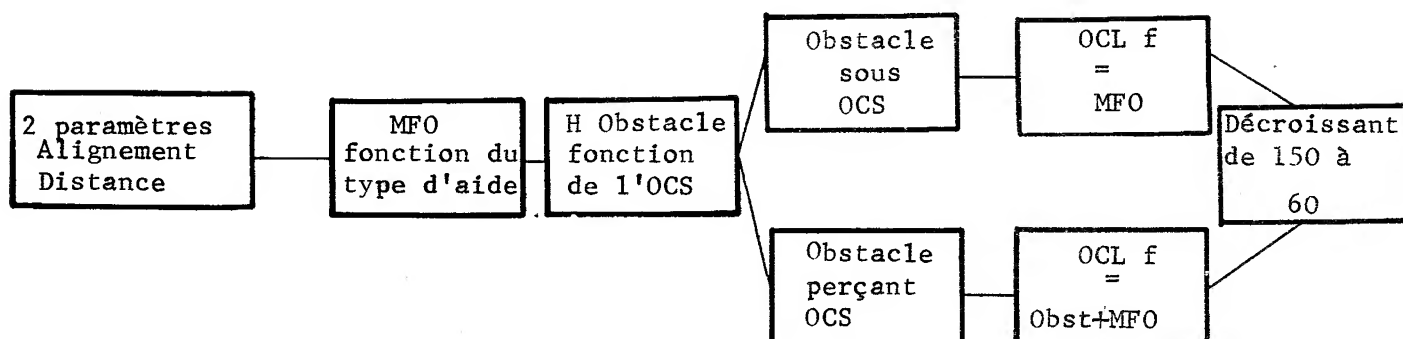 2 paramètres
Alignement
Distance
MFO
fonction du
type d'aide
H Obstacle
fonction
de l'OCS
Obstacle
sous
OCS
OCL f
=
MFO
Obstacle
perçant
OCS
OCL f
=
Obst+MFO
Décroissant
de 150 à
60